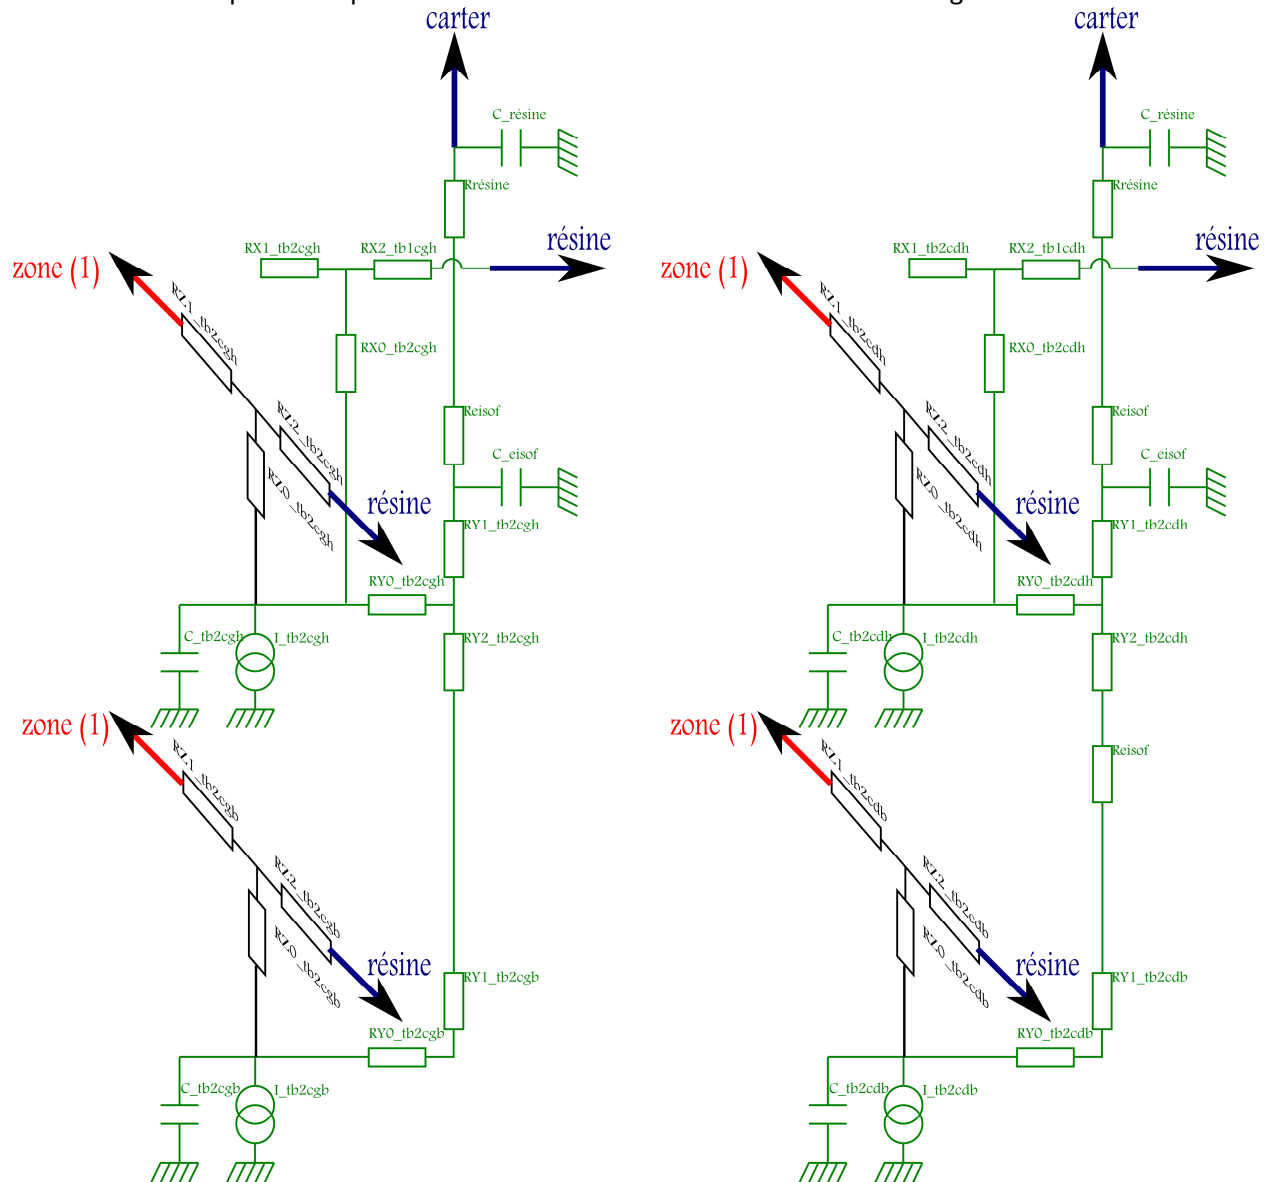 carter
C_résine
Rrésine
résine
RX1_tb2cgh
RX2_tb1cgh
zone (1)
RZ1_tb2cgh
RX0_tb2cgh
RZ2_tb2cgh
Reisof
C_eisof
RZ0_tb2cgh
résine
RY1_tb2cgh
RY0_tb2cgh
C_tb2cgh
I_tb2cgh
RY2_tb2cgh
zone (1)
RZ1_tb2cgb
RZ2_tb2cgb
RZ0_tb2cgb
résine
RY1_tb2cgb
RY0_tb2cgb
C_tb2cgb
I_tb2cgb
carter
C_résine
Rrésine
résine
RX1_tb2cdh
RX2_tb1cdh
zone (1)
RZ1_tb2cdh
RX0_tb2cdh
RZ2_tb2cdh
Reisof
C_eisof
RZ0_tb2cdh
résine
RY1_tb2cdh
RY0_tb2cdh
C_tb2cdh
I_tb2cdh
RY2_tb2cdh
zone (1)
Reisof
RZ1_tb2cdb
RZ2_tb2cdb
RZ0_tb2cdb
résine
RY1_tb2cdb
RY0_tb2cdb
C_tb2cdb
I_tb2cdb